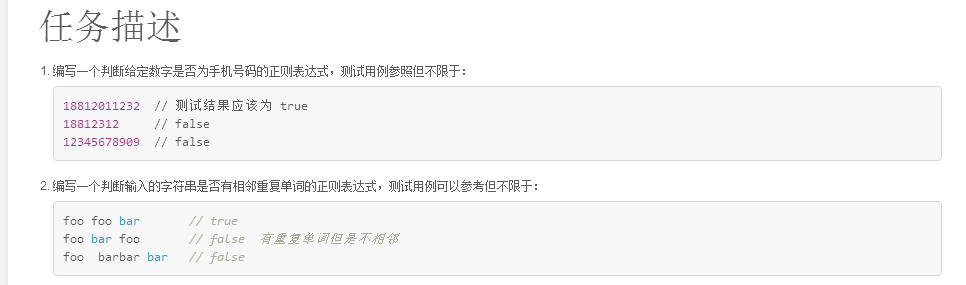 任务描述
1. 编写一个判断给定数字是否为手机号码的正则表达式，测试用例参照但不限于：
18812011232  // 测试结果应该为 true
18812312     // false
12345678909  // false
2. 编写一个判断输入的字符串是否有相邻重复单词的正则表达式，测试用例可以参考但不限于：
foo foo bar       // true
foo bar foo       // false  有重复单词但是不相邻
foo  barbar bar   // false